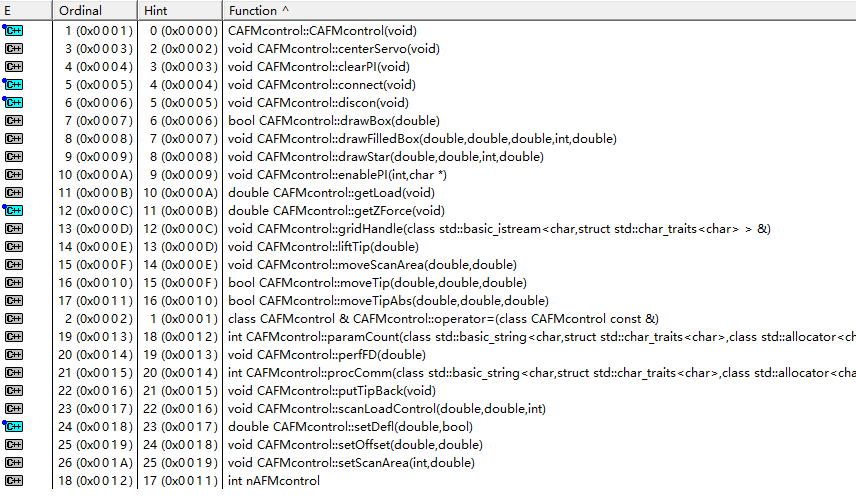 E Ordinal Hint Function ^
C++ 1 (0x0001) 0 (0x0000) CAFMcontrol::CAFMcontrol(void)
C++ 3 (0x0003) 2 (0x0002) void CAFMcontrol::centerServo(void)
C++ 4 (0x0004) 3 (0x0003) void CAFMcontrol::clearPI(void)
C++ 5 (0x0005) 4 (0x0004) void CAFMcontrol::connect(void)
C++ 6 (0x0006) 5 (0x0005) void CAFMcontrol::discon(void)
C++ 7 (0x0007) 6 (0x0006) bool CAFMcontrol::drawBox(double)
C++ 8 (0x0008) 7 (0x0007) void CAFMcontrol::drawFilledBox(double,double,double,int,double)
C++ 9 (0x0009) 8 (0x0008) void CAFMcontrol::drawStar(double,double,int,double)
C++ 10 (0x000A) 9 (0x0009) void CAFMcontrol::enablePI(int,char *)
C++ 11 (0x000B) 10 (0x000A) double CAFMcontrol::getLoad(void)
C++ 12 (0x000C) 11 (0x000B) double CAFMcontrol::getZForce(void)
C++ 13 (0x000D) 12 (0x000C) void CAFMcontrol::gridHandle(class std::basic_istream<char,struct std::char_traits<char> > &)
C++ 14 (0x000E) 13 (0x000D) void CAFMcontrol::liftTip(double)
C++ 15 (0x000F) 14 (0x000E) void CAFMcontrol::moveScanArea(double,double)
C++ 16 (0x0010) 15 (0x000F) bool CAFMcontrol::moveTip(double,double,double)
C++ 17 (0x0011) 16 (0x0010) bool CAFMcontrol::moveTipAbs(double,double,double)
C++ 2 (0x0002) 1 (0x0001) class CAFMcontrol & CAFMcontrol::operator=(class CAFMcontrol const &)
C++ 19 (0x0013) 18 (0x0012) int CAFMcontrol::paramCount(class std::basic_string<char,struct std::char_traits<char>,class std::allocator<ch
C++ 20 (0x0014) 19 (0x0013) void CAFMcontrol::perfFD(double)
C++ 21 (0x0015) 20 (0x0014) int CAFMcontrol::procComm(class std::basic_string<char,struct std::char_traits<char>,class std::allocator<cha
C++ 22 (0x0016) 21 (0x0015) void CAFMcontrol::putTipBack(void)
C++ 23 (0x0017) 22 (0x0016) void CAFMcontrol::scanLoadControl(double,double,int)
C++ 24 (0x0018) 23 (0x0017) double CAFMcontrol::setDefl(double,bool)
C++ 25 (0x0019) 24 (0x0018) void CAFMcontrol::setOffset(double,double)
C++ 26 (0x001A) 25 (0x0019) void CAFMcontrol::setScanArea(int,double)
C++ 18 (0x0012) 17 (0x0011) int nAFMcontrol